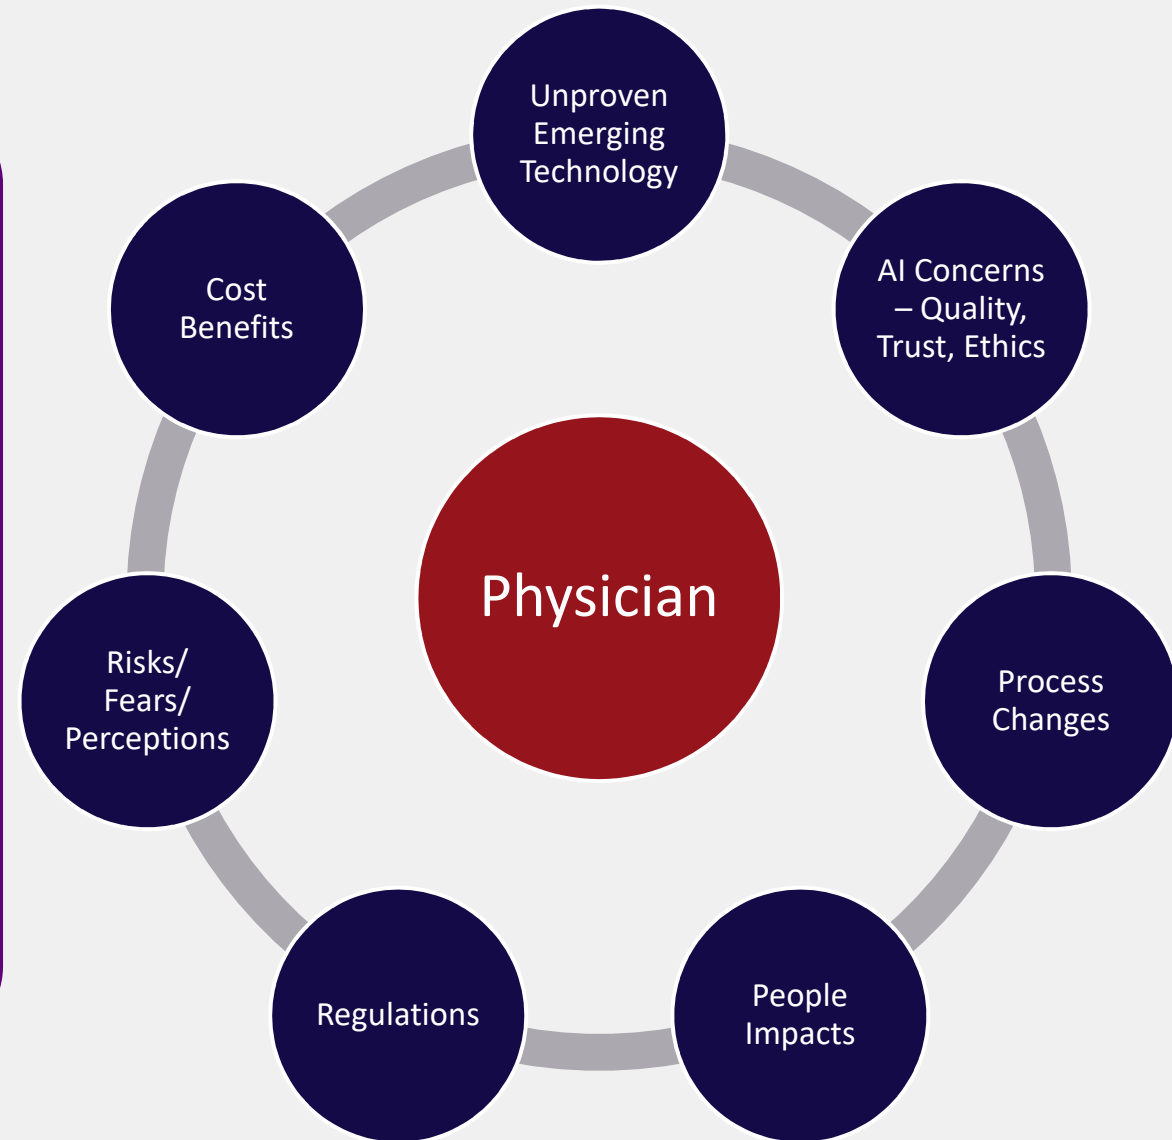 Unproven
Emerging
Technology
AI Concerns
– Quality,
Trust, Ethics
Process
Changes
People
Impacts
Regulations
Risks/
Fears/
Perceptions
Cost
Benefits
Physician